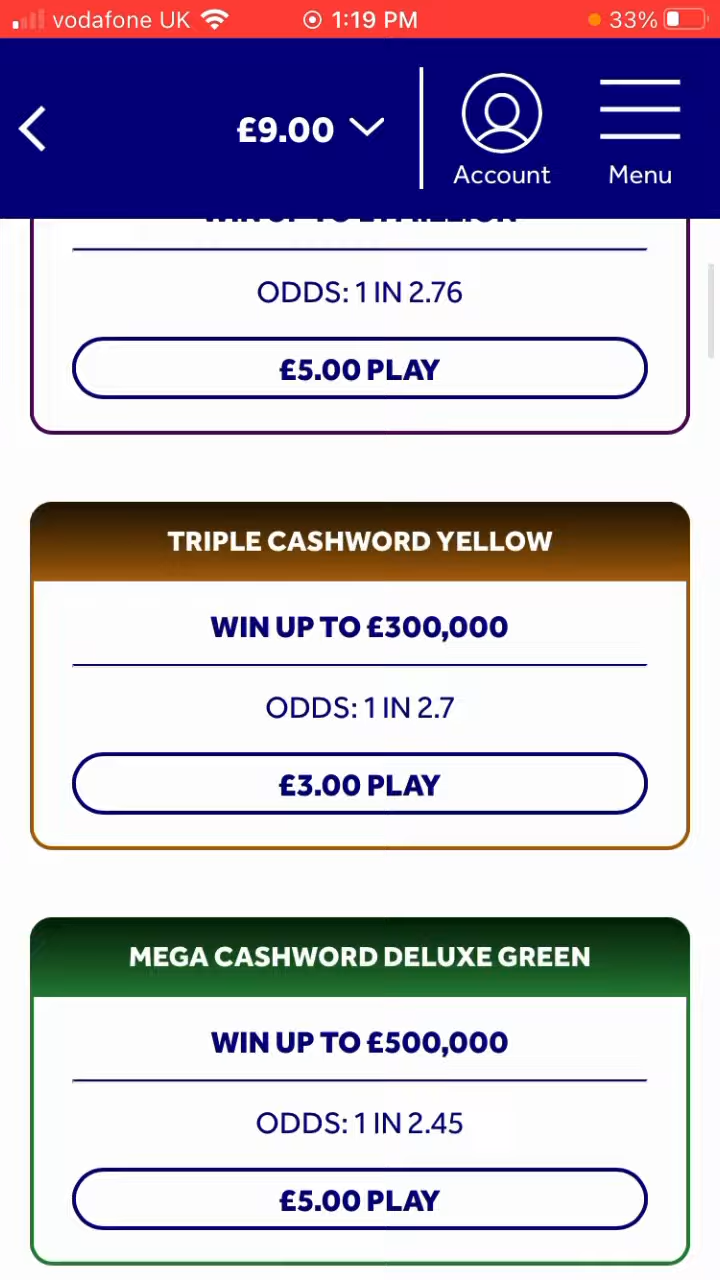 vodafone UK 1:19 PM 33%
£9.00
Account
Menu
ODDS: 1 IN 2.76
£5.00 PLAY
TRIPLE CASHWORD YELLOW
WIN UP TO £300,000
ODDS: 1 IN 2.7
£3.00 PLAY
MEGA CASHWORD DELUXE GREEN
WIN UP TO £500,000
ODDS: 1 IN 2.45
£5.00 PLAY